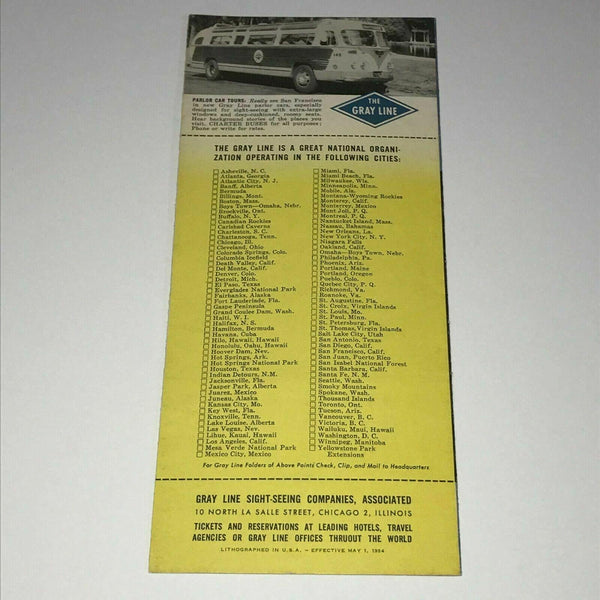 PARLOR CAR TOURS: Really see San Francisco
in new Gray Line parlor cars, especially
designed for sight-seeing with extra-large
windows and deep-cushioned, roomy seats.
Hear background stories of the places you
visit. CHARTER BUSES for all purposes:
Phone or write for rates.
THE
GRAY LINE
THE GRAY LINE IS A GREAT NATIONAL ORGANI-
ZATION OPERATING IN THE FOLLOWING CITIES:
Asheville, N. C.
Atlanta, Georgia
Atlantic City, N. J.
Banff, Alberta
Bermuda
Billings, Mont.
Boston, Mass.
Boys Town—Omaha, Nebr.
Brockville, Ont.
Buffalo, N. Y.
Canadian Rockies
Carlsbad Caverns
Charleston, S. C.
Chattanooga, Tenn.
Chicago, Ill.
Cleveland, Ohio
Colorado Springs, Colo.
Columbia Icefield
Death Valley, Calif.
Del Monte, Calif.
Denver, Colo.
Detroit, Mich.
El Paso, Texas
Everglades National Park
Fairbanks, Alaska
Fort Lauderdale, Fla.
Gaspe Peninsula
Grand Coulee Dam, Wash.
Haiti, W. I.
Halifax, N. S.
Hamilton, Bermuda
Havana, Cuba
Hilo, Hawaii, Hawaii
Honolulu, Oahu, Hawaii
Hoover Dam, Nev.
Hot Springs, Ark.
Hot Springs National Park
Houston, Texas
Indian Detours, N.M.
Jacksonville, Fla.
Jasper Park, Alberta
Juarez, Mexico
Juneau, Alaska
Kansas City, Mo.
Key West, Fla.
Knoxville, Tenn.
Lake Louise, Alberta
Las Vegas, Nev.
Lihue, Kauai, Hawaii
Los Angeles, Calif.
Mesa Verde National Park
Mexico City, Mexico
Miami, Fla.
Miami Beach, Fla.
Milwaukee, Wis.
Minneapolis, Minn.
Mobile, Ala.
Montana-Wyoming Rockies
Monterey, Calif.
Monterrey, Mexico
Mont Joli, P. Q.
Montreal, P. Q.
Nantucket Island, Mass.
Nassau, Bahamas
New Orleans, La.
New York City, N. Y.
Niagara Falls
Oakland, Calif.
Omaha—Boys Town, Nebr.
Philadelphia, Pa.
Phoenix, Ariz.
Portland, Maine
Portland, Oregon
Pueblo, Colo.
Quebec City, P. Q.
Richmond, Va.
Roanoke, Va.
St. Augustine, Fla.
St. Croix, Virgin Islands
St. Louis, Mo.
St. Paul, Minn.
St. Petersburg, Fla.
St. Thomas, Virgin Islands
Salt Lake City, Utah
San Antonio, Texas
San Diego, Calif.
San Francisco, Calif.
San Juan, Puerto Rico
San Isabel National Forest
Santa Barbara, Calif.
Santa Fe, N. M.
Seattle, Wash.
Smoky Mountains
Spokane, Wash.
Thousand Islands
Toronto, Ont.
Tucson, Ariz.
Vancouver, B. C.
Victoria, B. C.
Wailuku, Maui, Hawaii
Washington, D. C.
Winnipeg, Manitoba
Yellowstone Park
Extensions
For Gray Line Folders of Above Points Check, Clip, and Mail to Headquarters
GRAY LINE SIGHT-SEEING COMPANIES, ASSOCIATED
10 NORTH LA SALLE STREET, CHICAGO 2, ILLINOIS
TICKETS AND RESERVATIONS AT LEADING HOTELS, TRAVEL
AGENCIES OR GRAY LINE OFFICES THRUOUT THE WORLD
LITHOGRAPHED IN U.S.A. - EFFECTIVE MAY 1, 1954